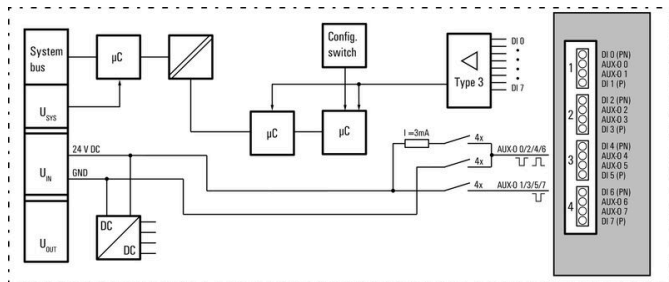 System
bus
U SYS
U IN
U OUT
µC
24 V DC
GND
DC
DC
µC
µC
Config.
switch
Type 3
DI 0
DI 7
I =3mA
4x
4x
4x
AUX-O 0/2/4/6
AUX-O 1/3/5/7
1
DI 0 (PN)
AUX-O 0
AUX-O 1
DI 1 (P)
2
DI 2 (PN)
AUX-O 2
AUX-O 3
DI 3 (P)
3
DI 4 (PN)
AUX-O 4
AUX-O 5
DI 5 (P)
4
DI 6 (PN)
AUX-O 6
AUX-O 7
DI 7 (P)